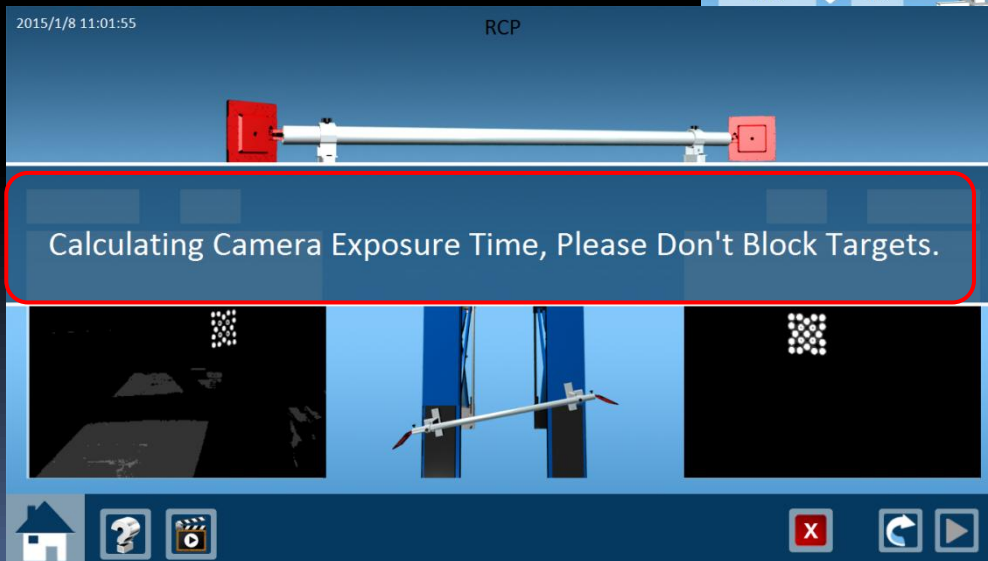 2015/1/8 11:01:55
RCP
Calculating Camera Exposure Time, Please Don't Block Targets.
?
X